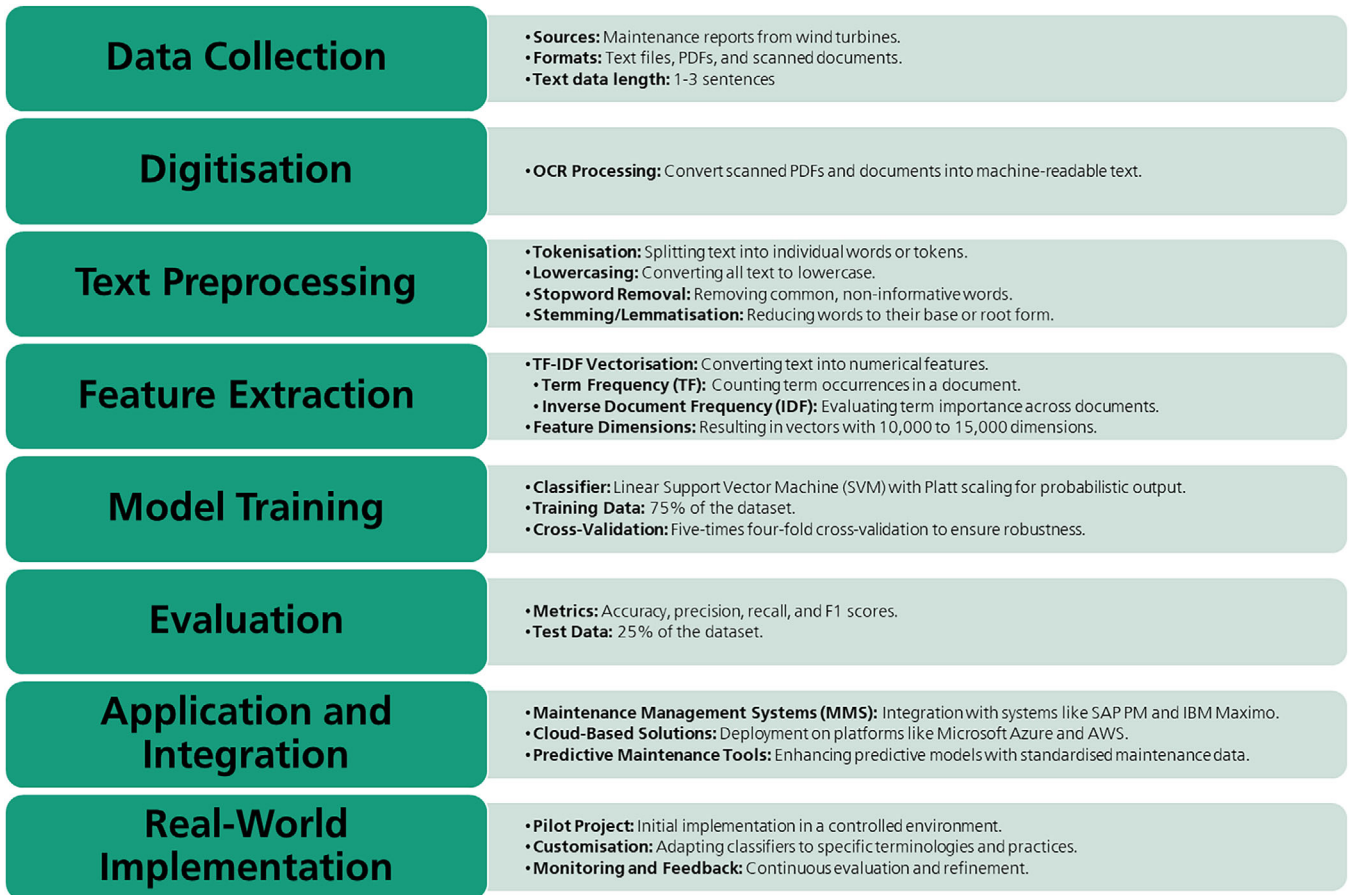 Data Collection
• Sources: Maintenance reports from wind turbines.
• Formats: Text files, PDFs, and scanned documents.
• Text data length: 1-3 sentences
Digitisation
• OCR Processing: Convert scanned PDFs and documents into machine-readable text.
Text Preprocessing
• Tokenisation: Splitting text into individual words or tokens.
• Lowercasing: Converting all text to lowercase.
• Stopword Removal: Removing common, non-informative words.
• Stemming/Lemmatisation: Reducing words to their base or root form.
Feature Extraction
• TF-IDF Vectorisation: Converting text into numerical features.
• Term Frequency (TF): Counting term occurrences in a document.
• Inverse Document Frequency (IDF): Evaluating term importance across documents.
• Feature Dimensions: Resulting in vectors with 10,000 to 15,000 dimensions.
Model Training
• Classifier: Linear Support Vector Machine (SVM) with Platt scaling for probabilistic output.
• Training Data: 75% of the dataset.
• Cross-Validation: Five-times four-fold cross-validation to ensure robustness.
Evaluation
• Metrics: Accuracy, precision, recall, and F1 scores.
• Test Data: 25% of the dataset.
Application and
Integration
• Maintenance Management Systems (MMS): Integration with systems like SAP PM and IBM Maximo.
• Cloud-Based Solutions: Deployment on platforms like Microsoft Azure and AWS.
• Predictive Maintenance Tools: Enhancing predictive models with standardised maintenance data.
Real-World
Implementation
• Pilot Project: Initial implementation in a controlled environment.
• Customisation: Adapting classifiers to specific terminologies and practices.
• Monitoring and Feedback: Continuous evaluation and refinement.